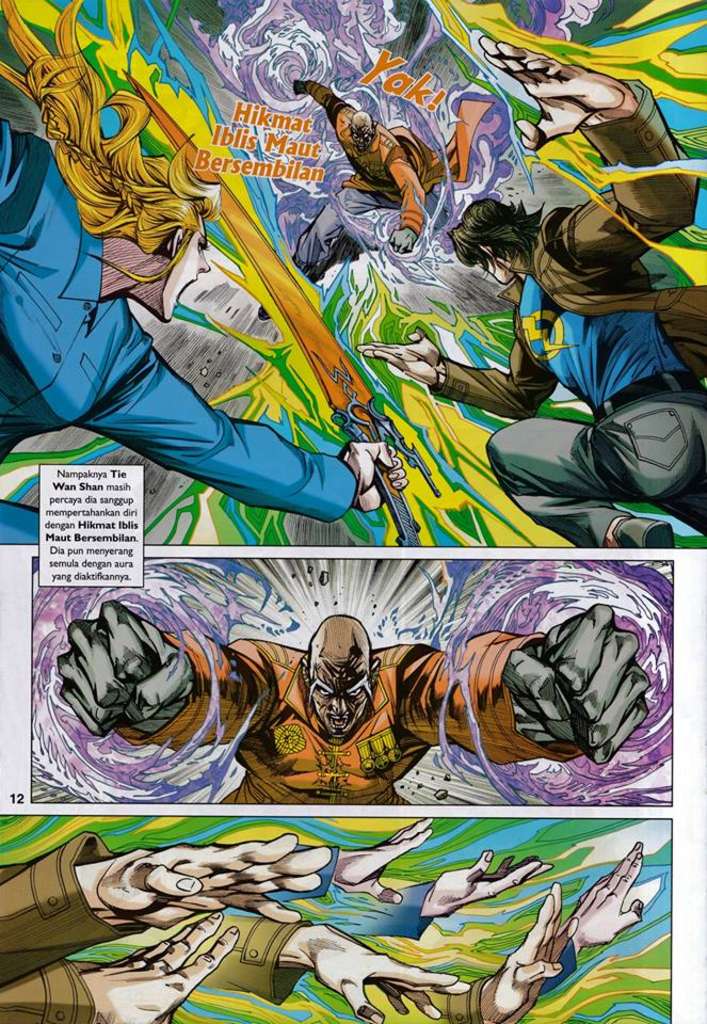 Yak!
Hikmat
Iblis Maut
Bersembilan
Nampaknya Tie
Wan Shan masih
percaya dia sanggup
mempertahankan diri
dengan Hikmat Iblis
Maut Bersembilan.
Dia pun menyerang
semula dengan aura
yang diaktifkannya.
12